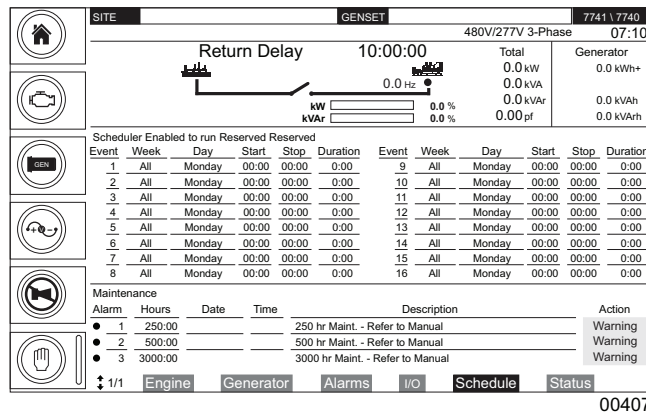 SITE GENSET 7741 \ 7740
480V/277V 3-Phase 07:10
Return Delay 10:00:00 Total Generator
0.0 kW 0.0 kWh+
0.0 Hz 0.0 kVA
0.0 kVAr 0.0 kVAh
kW 0.0 %
kVAr 0.0 % 0.00 pf 0.0 kVArh
Scheduler Enabled to run Reserved Reserved
Event Week Day Start Stop Duration Event Week Day Start Stop Duration
1 All Monday 00:00 00:00 0:00 9 All Monday 00:00 00:00 0:00
GEN
2 All Monday 00:00 00:00 0:00 10 All Monday 00:00 00:00 0:00
3 All Monday 00:00 00:00 0:00 11 All Monday 00:00 00:00 0:00
4 All Monday 00:00 00:00 0:00 12 All Monday 00:00 00:00 0:00
5 All Monday 00:00 00:00 0:00 13 All Monday 00:00 00:00 0:00
6 All Monday 00:00 00:00 0:00 14 All Monday 00:00 00:00 0:00
7 All Monday 00:00 00:00 0:00 15 All Monday 00:00 00:00 0:00
8 All Monday 00:00 00:00 0:00 16 All Monday 00:00 00:00 0:00
Maintenance
Alarm Hours Date Time Description Action
1 250:00 250 hr Maint. - Refer to Manual Warning
2 500:00 500 hr Maint. - Refer to Manual Warning
3 3000:00 3000 hr Maint. - Refer to Manual Warning
1/1 Engine Generator Alarms I/O Schedule Status
00407